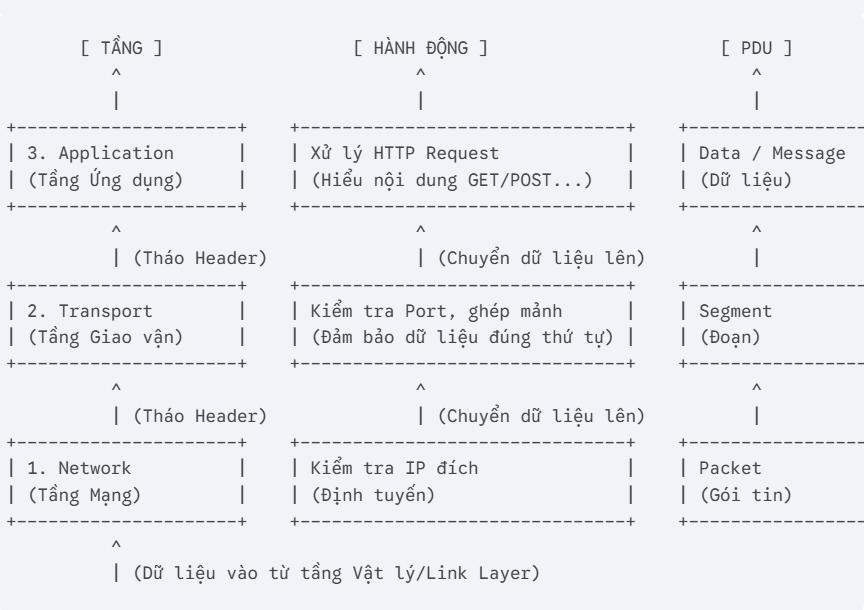 [ TẦNG ]                  [ HÀNH ĐỘNG ]                      [ PDU ]
^                            ^                               ^
|                            |                               |
+---------------------+    +-------------------------------+    +-----------------
| 3. Application      |    | Xử lý HTTP Request            |    | Data / Message
| (Tầng Ứng dụng)     |    | (Hiểu nội dung GET/POST...)   |    | (Dữ liệu)
+---------------------+    +-------------------------------+    +-----------------
^                            ^                               ^
| (Tháo Header)              | (Chuyển dữ liệu lên)          |
+---------------------+    +-------------------------------+    +-----------------
| 2. Transport        |    | Kiểm tra Port, ghép mảnh      |    | Segment
| (Tầng Giao vận)     |    | (Đảm bảo dữ liệu đúng thứ tự) |    | (Đoạn)
+---------------------+    +-------------------------------+    +-----------------
^                            ^                               ^
| (Tháo Header)              | (Chuyển dữ liệu lên)          |
+---------------------+    +-------------------------------+    +-----------------
| 1. Network          |    | Kiểm tra IP đích              |    | Packet
| (Tầng Mạng)         |    | (Định tuyến)                  |    | (Gói tin)
+---------------------+    +-------------------------------+    +-----------------
^
| (Dữ liệu vào từ tầng Vật lý/Link Layer)